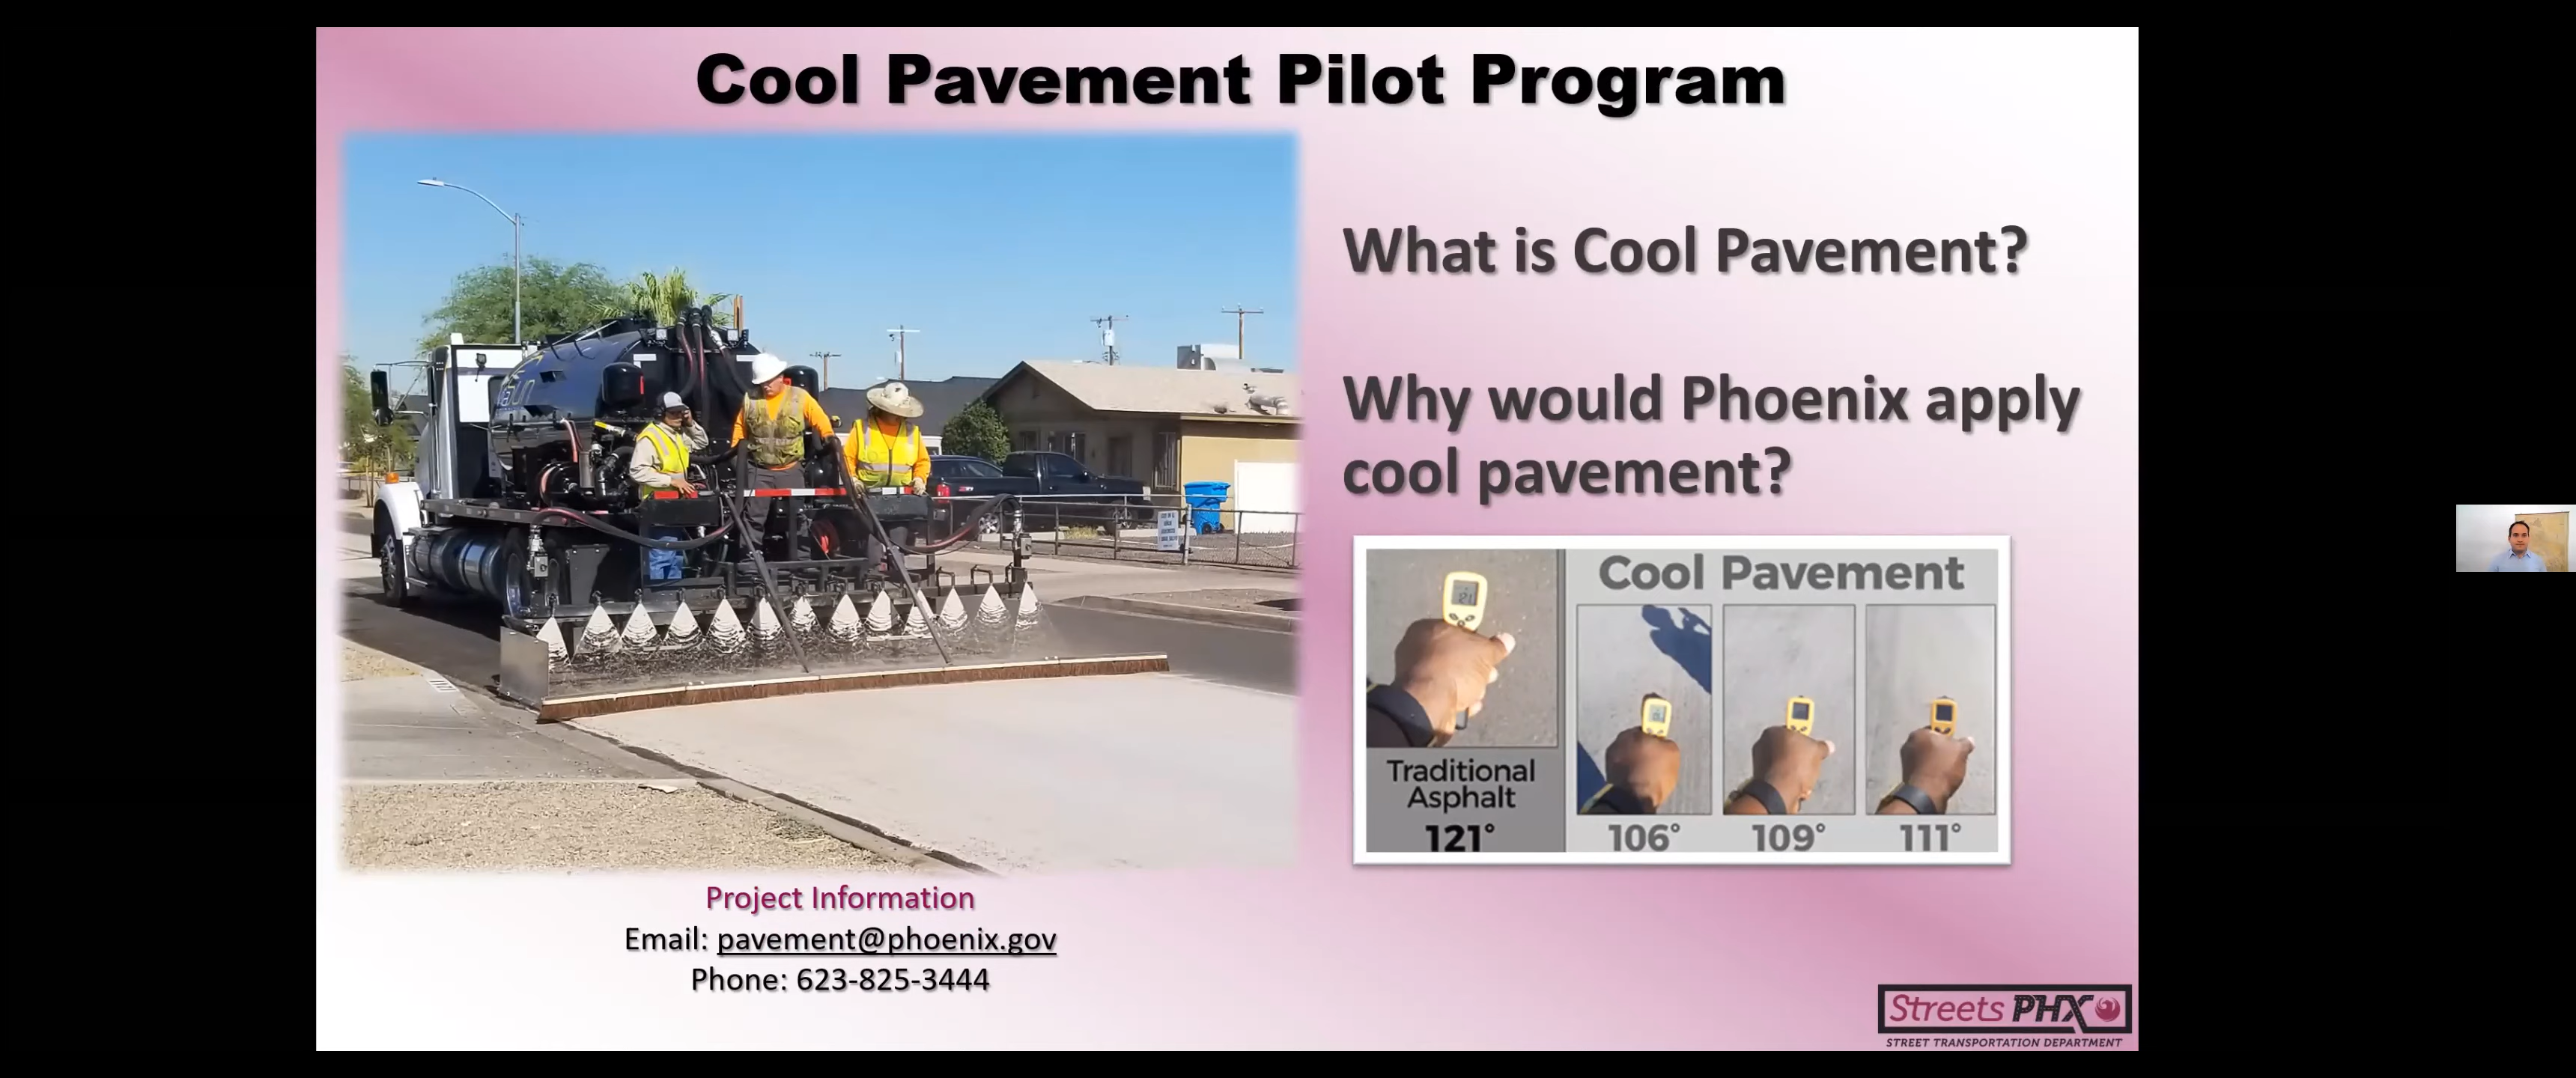 Cool Pavement Pilot Program
What is Cool Pavement?
Why would Phoenix apply
cool pavement?
Cool Pavement
Traditional
Asphalt
121°
106°
109°
111°
Project Information
Email: pavement@phoenix.gov
Phone: 623-825-3444
Streets PHX
STREET TRANSPORTATION DEPARTMENT